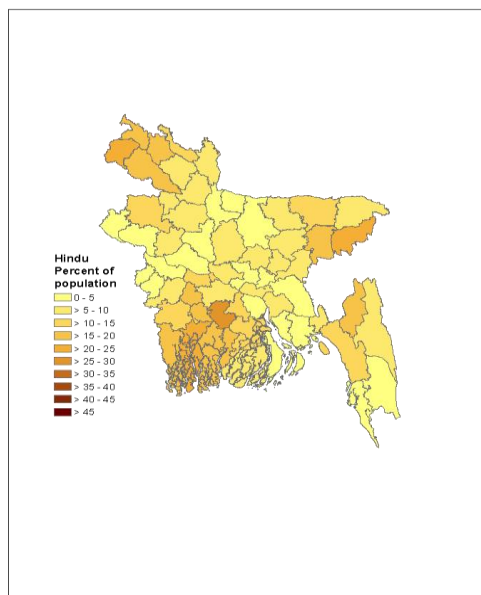 Hindu
Percent of
population
0 - 5
> 5 - 10
> 10 - 15
> 15 - 20
> 20 - 25
> 25 - 30
> 30 - 35
> 35 - 40
> 40 - 45
> 45